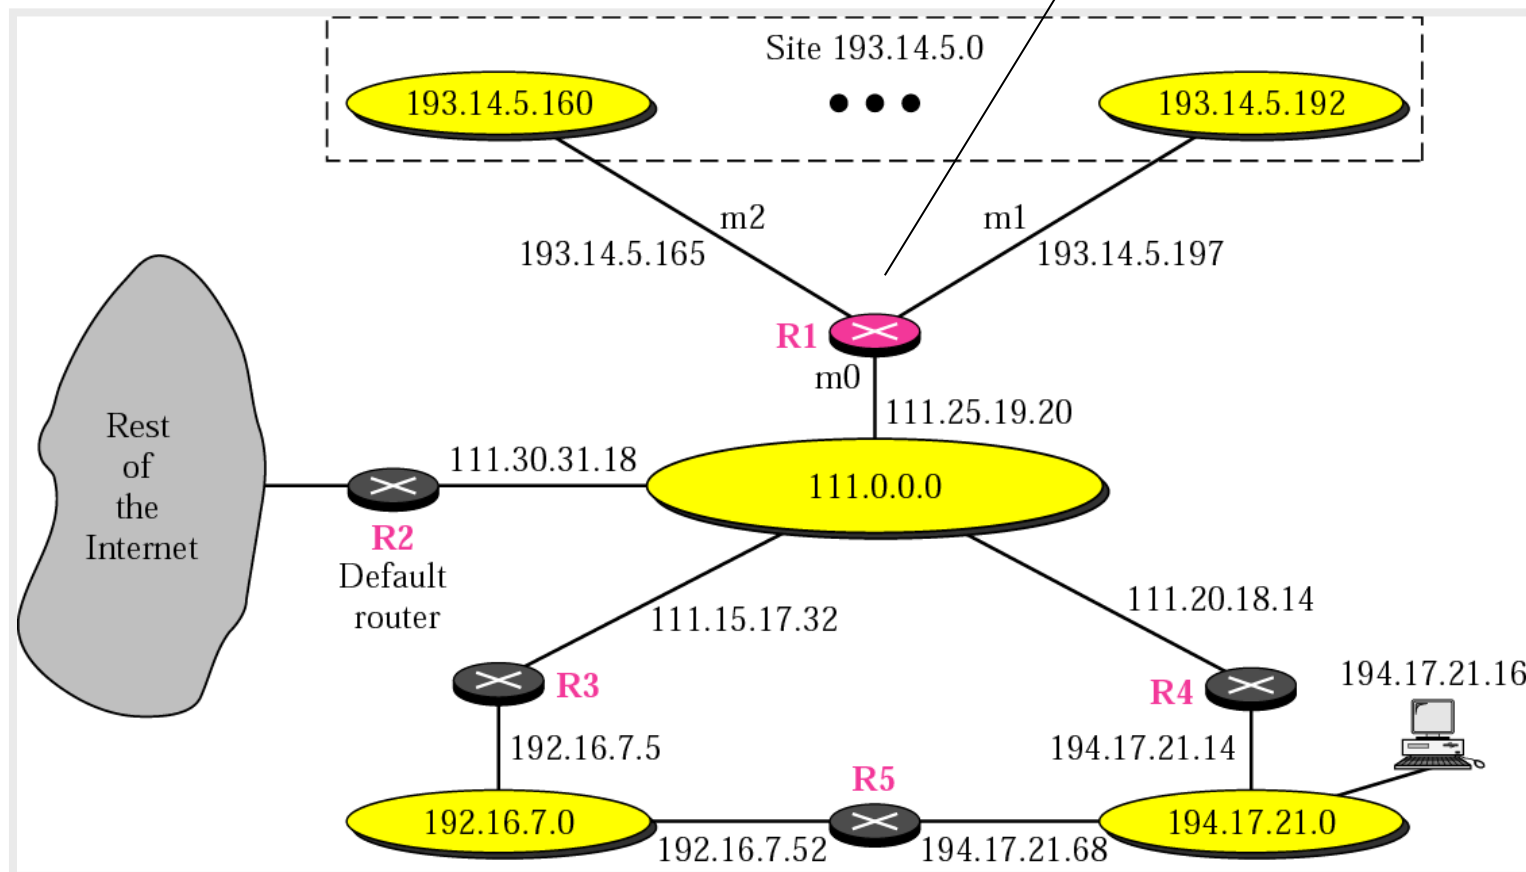 Site 193.14.5.0
193.14.5.160
193.14.5.192
m2
m1
193.14.5.165
193.14.5.197
R1
m0
111.25.19.20
Rest
of
the
Internet
111.30.31.18
111.0.0.0
R2
Default
router
111.15.17.32
111.20.18.14
R3
R4
194.17.21.16
192.16.7.5
194.17.21.14
R5
192.16.7.0
194.17.21.0
192.16.7.52
194.17.21.68